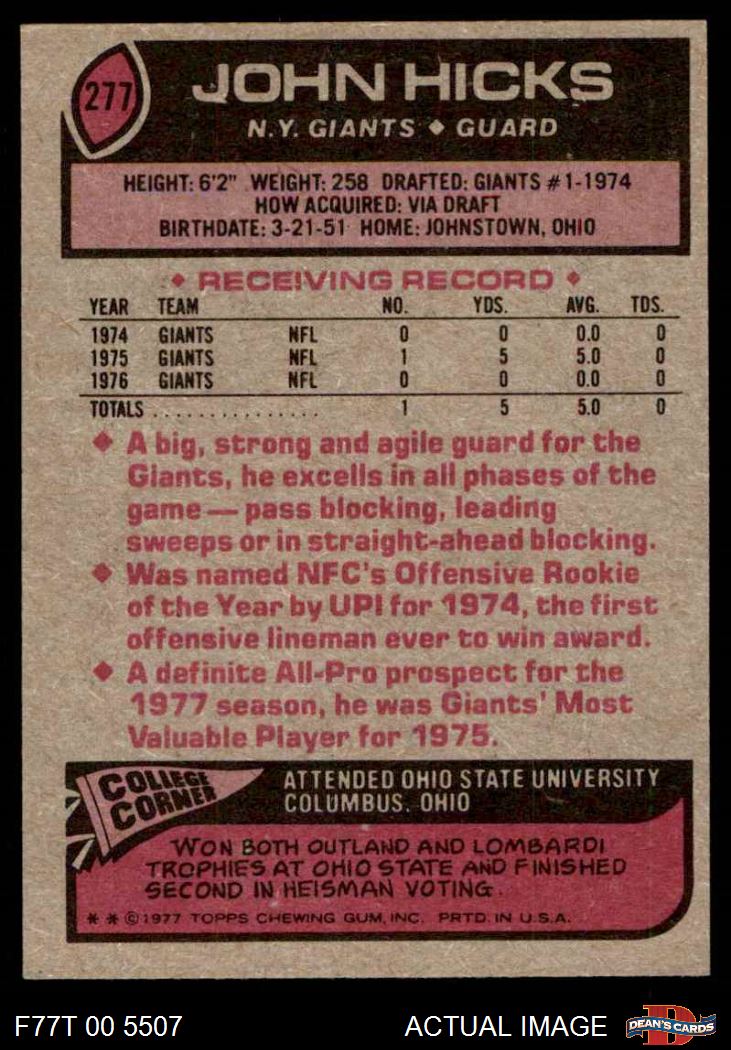 277
JOHN HICKS
N.Y. GIANTS ♦ GUARD
HEIGHT: 6'2" WEIGHT: 258 DRAFTED: GIANTS #1-1974
HOW ACQUIRED: VIA DRAFT
BIRTHDATE: 3-21-51 HOME: JOHNSTOWN, OHIO
♦ RECEIVING RECORD ♦
YEAR TEAM NO. YDS. AVG. TDS.
1974 GIANTS NFL 0 0 0.0 0
1975 GIANTS NFL 1 5 5.0 0
1976 GIANTS NFL 0 0 0.0 0
TOTALS . . . . . . . . . . . . . . . 1 5 5.0 0
♦ A big, strong and agile guard for the
Giants, he excells in all phases of the
game — pass blocking, leading
sweeps or in straight-ahead blocking.
♦ Was named NFC's Offensive Rookie
of the Year by UPI for 1974, the first
offensive lineman ever to win award.
♦ A definite All-Pro prospect for the
1977 season, he was Giants' Most
Valuable Player for 1975.
COLLEGE
CORNER
ATTENDED OHIO STATE UNIVERSITY
COLUMBUS, OHIO
WON BOTH OUTLAND AND LOMBARDI
TROPHIES AT OHIO STATE AND FINISHED
SECOND IN HEISMAN VOTING.
* * © 1977 TOPPS CHEWING GUM, INC. PRTD. IN U.S.A.
F77T 00 5507
ACTUAL IMAGE
DEAN'S CARDS